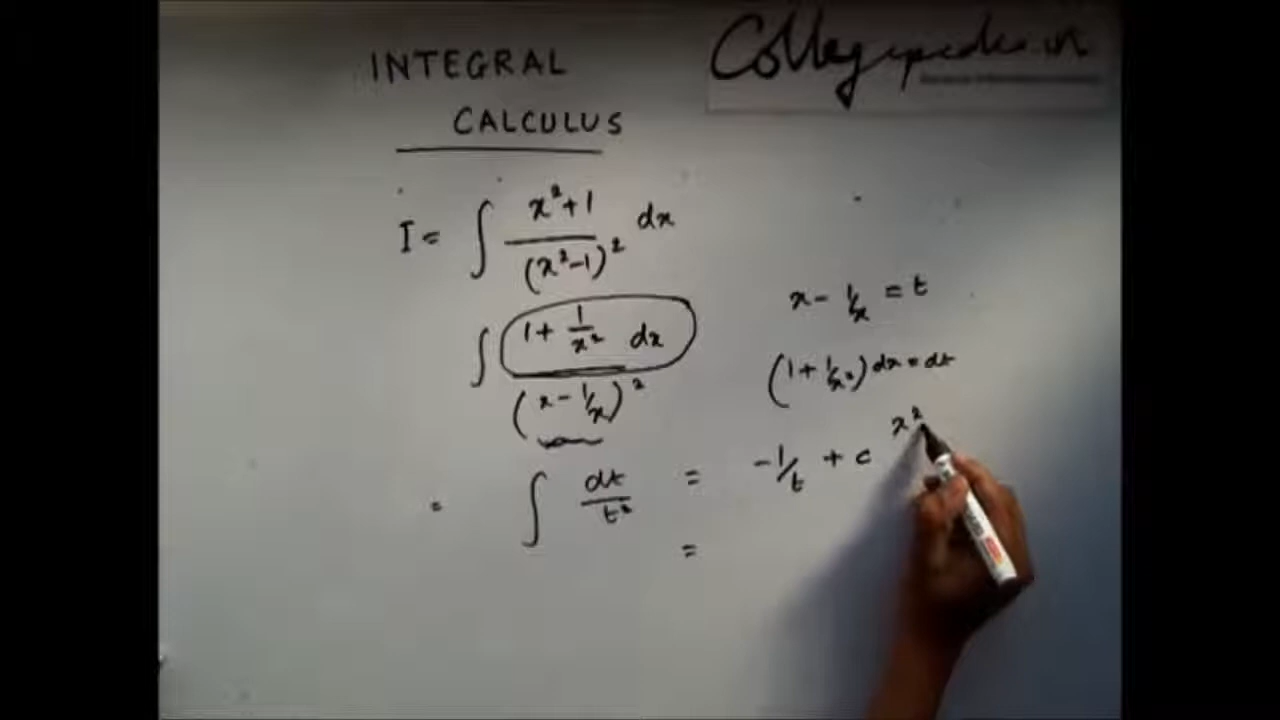 Collegepedia.in
INTEGRAL
CALCULUS
I = ∫ x²+1 / (x²-1)² dx
∫ 1 + 1/x² dx / (x - 1/x)²
x - 1/x = t
(1 + 1/x²) dx = dt
= ∫ dt / t² = -1/t + c
x²
=